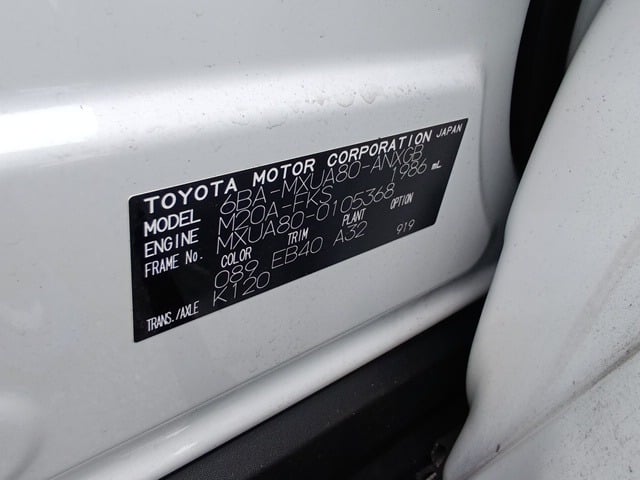 TOYOTA MOTOR CORPORATION JAPAN
MODEL 6BA-MXUA80-ANXGB
ENGINE M20A-FKS 1986 mL
FRAME No. MXUA80-0105368
COLOR TRIM PLANT OPTION
089 EB40 A32 919
TRANS./AXLE K120